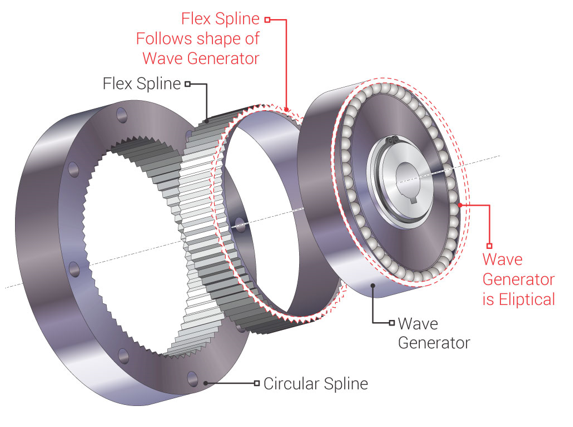 Flex Spline
Follows shape of
Wave Generator
Flex Spline
Wave
Generator
is Eliptical
Wave
Generator
Circular Spline